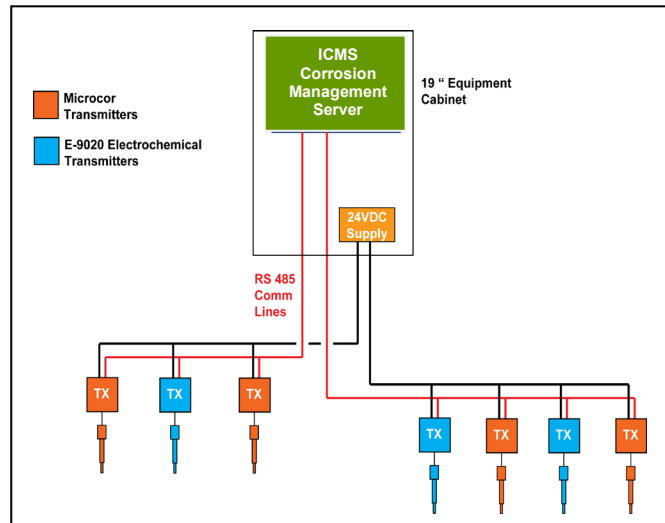 ICMS
Corrosion
Management
Server
19 “ Equipment
Cabinet
Microcor
Transmitters
E-9020 Electrochemical
Transmitters
24VDC
Supply
RS 485
Comm
Lines
TX
TX
TX
TX
TX
TX
TX